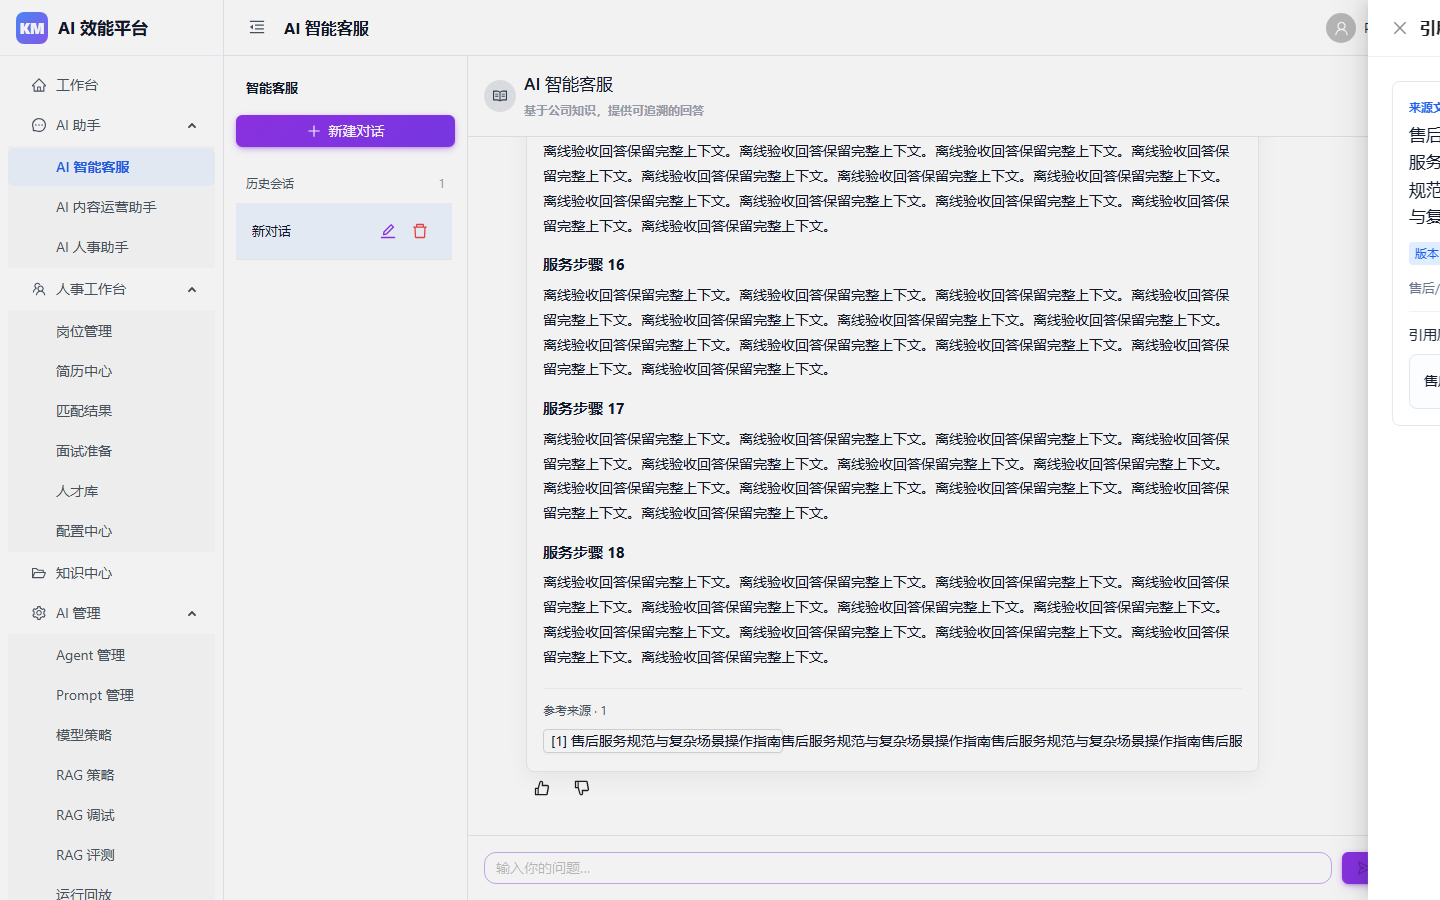 KM AI 效能平台
工作台
AI 助手
AI 智能客服
AI 内容运营助手
AI 人事助手
人事工作台
岗位管理
简历中心
匹配结果
面试准备
人才库
配置中心
知识中心
AI 管理
Agent 管理
Prompt 管理
模型策略
RAG 策略
RAG 调试
RAG 评测
运行回放
AI 智能客服
智能客服
新建对话
历史会话 1
新对话
AI 智能客服
基于公司知识，提供可追溯的回答
离线验收回答保留完整上下文。离线验收回答保留完整上下文。离线验收回答保留完整上下文。离线验收回答保
留完整上下文。离线验收回答保留完整上下文。离线验收回答保留完整上下文。离线验收回答保留完整上下文。
离线验收回答保留完整上下文。离线验收回答保留完整上下文。离线验收回答保留完整上下文。离线验收回答保
留完整上下文。离线验收回答保留完整上下文。
服务步骤 16
离线验收回答保留完整上下文。离线验收回答保留完整上下文。离线验收回答保留完整上下文。离线验收回答保
留完整上下文。离线验收回答保留完整上下文。离线验收回答保留完整上下文。离线验收回答保留完整上下文。
离线验收回答保留完整上下文。离线验收回答保留完整上下文。离线验收回答保留完整上下文。离线验收回答保
留完整上下文。离线验收回答保留完整上下文。
服务步骤 17
离线验收回答保留完整上下文。离线验收回答保留完整上下文。离线验收回答保留完整上下文。离线验收回答保
留完整上下文。离线验收回答保留完整上下文。离线验收回答保留完整上下文。离线验收回答保留完整上下文。
离线验收回答保留完整上下文。离线验收回答保留完整上下文。离线验收回答保留完整上下文。离线验收回答保
留完整上下文。离线验收回答保留完整上下文。
服务步骤 18
离线验收回答保留完整上下文。离线验收回答保留完整上下文。离线验收回答保留完整上下文。离线验收回答保
留完整上下文。离线验收回答保留完整上下文。离线验收回答保留完整上下文。离线验收回答保留完整上下文。
离线验收回答保留完整上下文。离线验收回答保留完整上下文。离线验收回答保留完整上下文。离线验收回答保
留完整上下文。离线验收回答保留完整上下文。
参考来源 · 1
[1] 售后服务规范与复杂场景操作指南售后服务规范与复杂场景操作指南售后服务规范与复杂场景操作指南售后服
输入你的问题...
引
来源
售后
服务
规范
与复
版本
售后/
引用
售